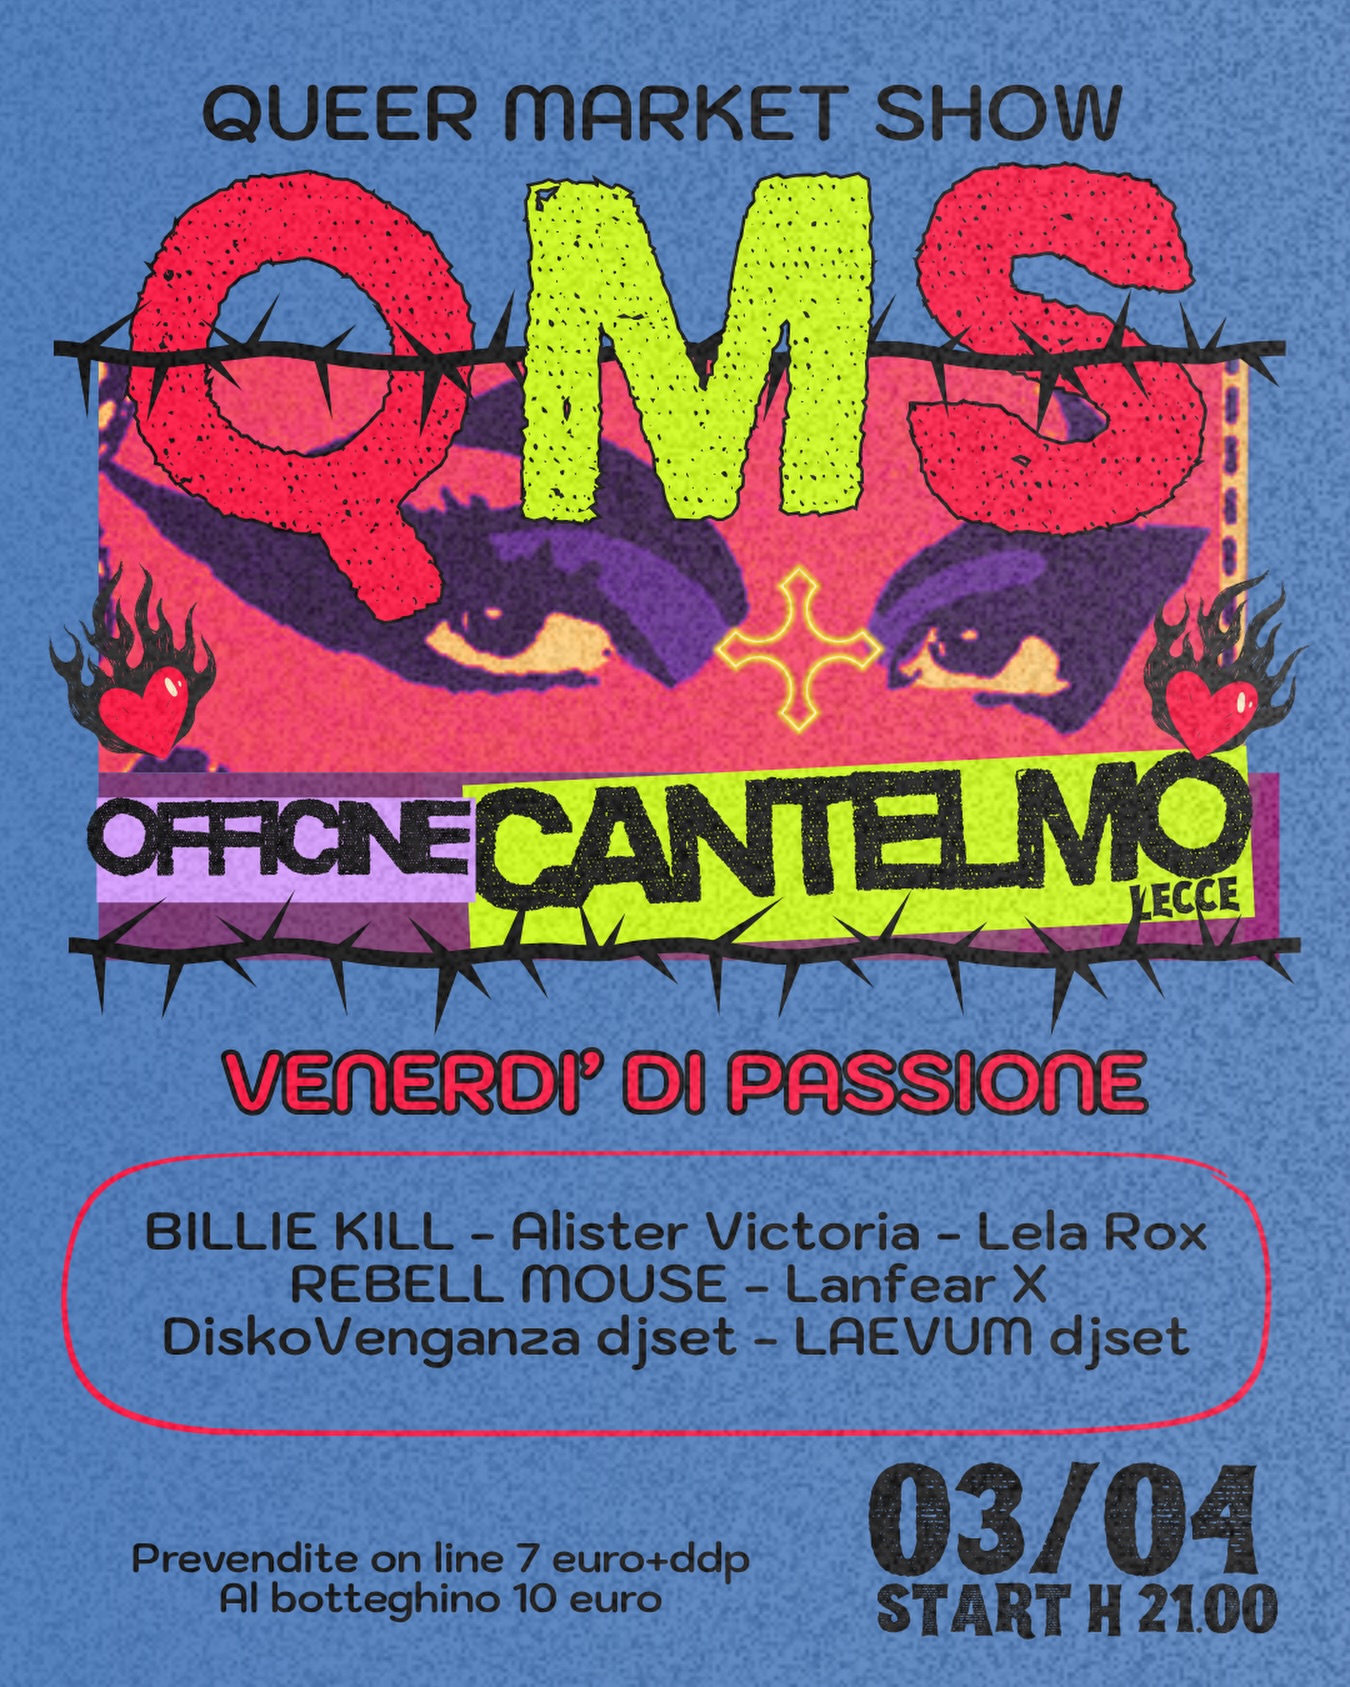 QUEER MARKET SHOW
QMS
OFFICINE CANTELMO
LECCE
VENERDI' DI PASSIONE
BILLIE KILL - Alister Victoria - Lela Rox
REBELL MOUSE - Lanfear X
DiskoVenganza djset - LAEVUM djset
Prevendite on line 7 euro+ddp
Al botteghino 10 euro
03/04
START H 21.00